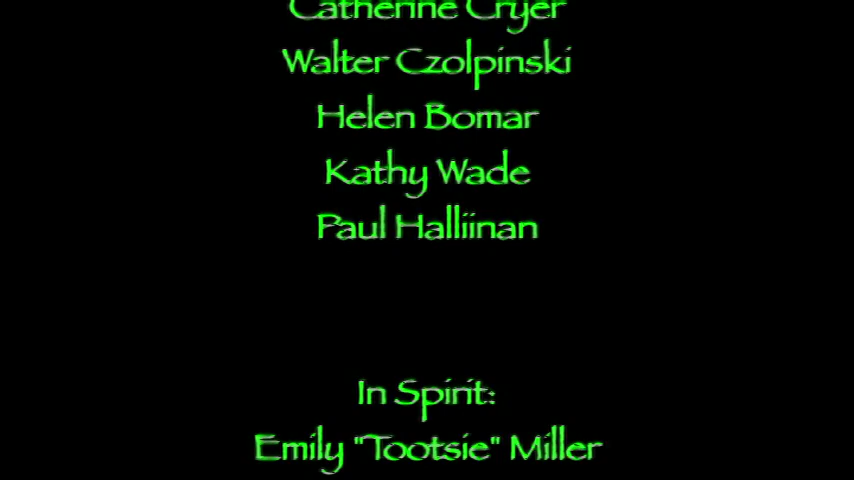 Catherine Cryer
Walter Czolpinski
Helen Bomar
Kathy Wade
Paul Halliinan
In Spirit:
Emily "Tootsie" Miller